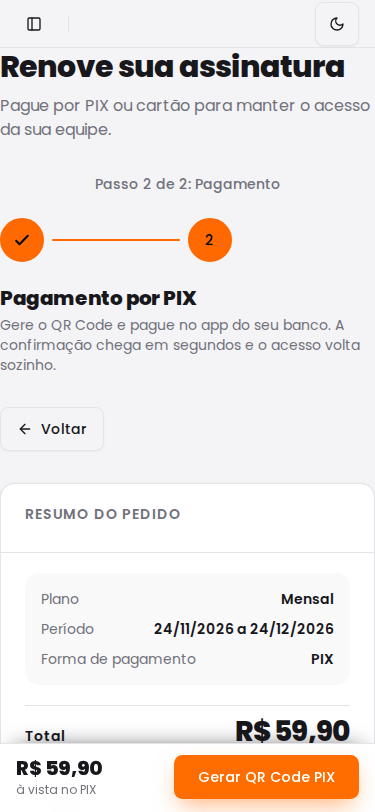 Renove sua assinatura
Pague por PIX ou cartão para manter o acesso
da sua equipe.
Passo 2 de 2: Pagamento
2
Pagamento por PIX
Gere o QR Code e pague no app do seu banco. A
confirmação chega em segundos e o acesso volta
sozinho.
Voltar
RESUMO DO PEDIDO
Plano Mensal
Período 24/11/2026 a 24/12/2026
Forma de pagamento PIX
Total R$ 59,90
R$ 59,90
à vista no PIX
Gerar QR Code PIX